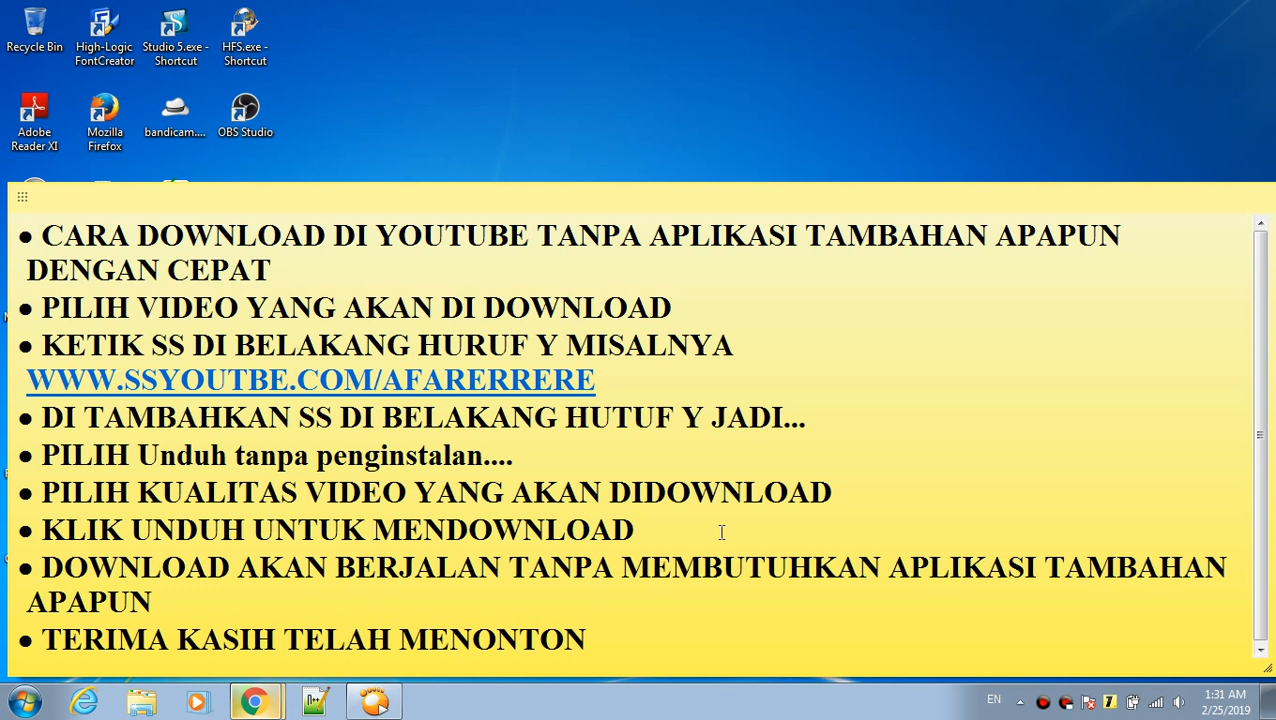 Recycle Bin
High-Logic FontCreator
Studio 5.exe - Shortcut
HFS.exe - Shortcut
Adobe Reader XI
Mozilla Firefox
bandicam....
OBS Studio
• CARA DOWNLOAD DI YOUTUBE TANPA APLIKASI TAMBAHAN APAPUN
DENGAN CEPAT
• PILIH VIDEO YANG AKAN DI DOWNLOAD
• KETIK SS DI BELAKANG HURUF Y MISALNYA
WWW.SSYOUTBE.COM/AFARERRERE
• DI TAMBAHKAN SS DI BELAKANG HUTUF Y JADI...
• PILIH Unduh tanpa penginstalan....
• PILIH KUALITAS VIDEO YANG AKAN DIDOWNLOAD
• KLIK UNDUH UNTUK MENDOWNLOAD
• DOWNLOAD AKAN BERJALAN TANPA MEMBUTUHKAN APLIKASI TAMBAHAN
APAPUN
• TERIMA KASIH TELAH MENONTON
EN
1:31 AM
2/25/2019